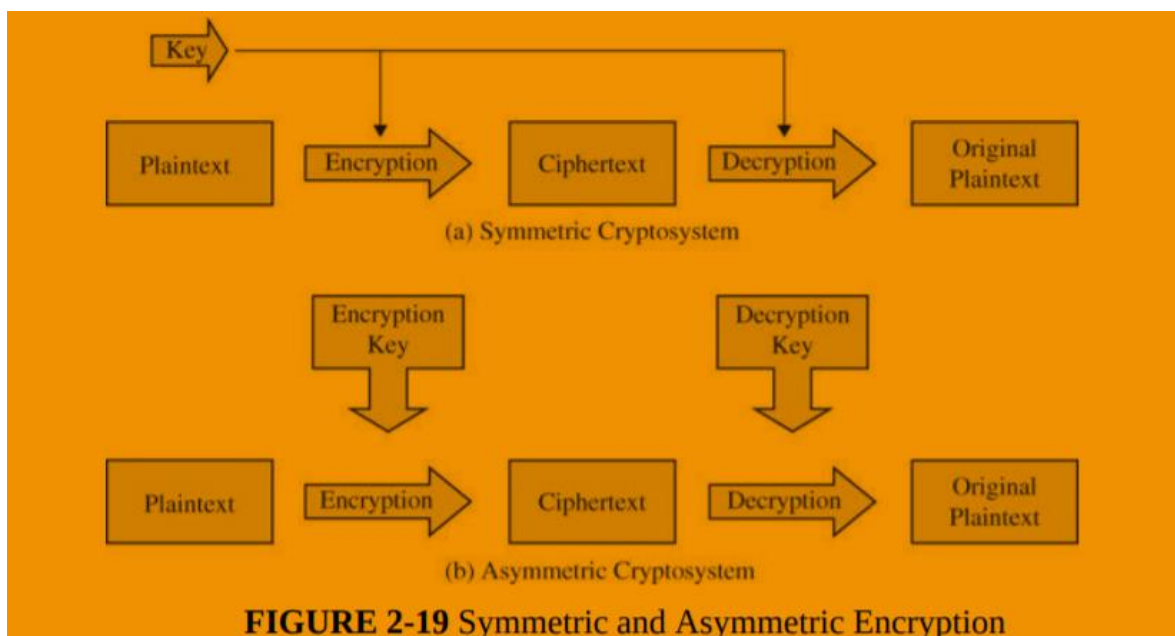 Key
Plaintext
Encryption
Ciphertext
Decryption
Original
Plaintext
(a) Symmetric Cryptosystem
Encryption
Key
Decryption
Key
Plaintext
Encryption
Ciphertext
Decryption
Original
Plaintext
(b) Asymmetric Cryptosystem
FIGURE 2-19 Symmetric and Asymmetric Encryption